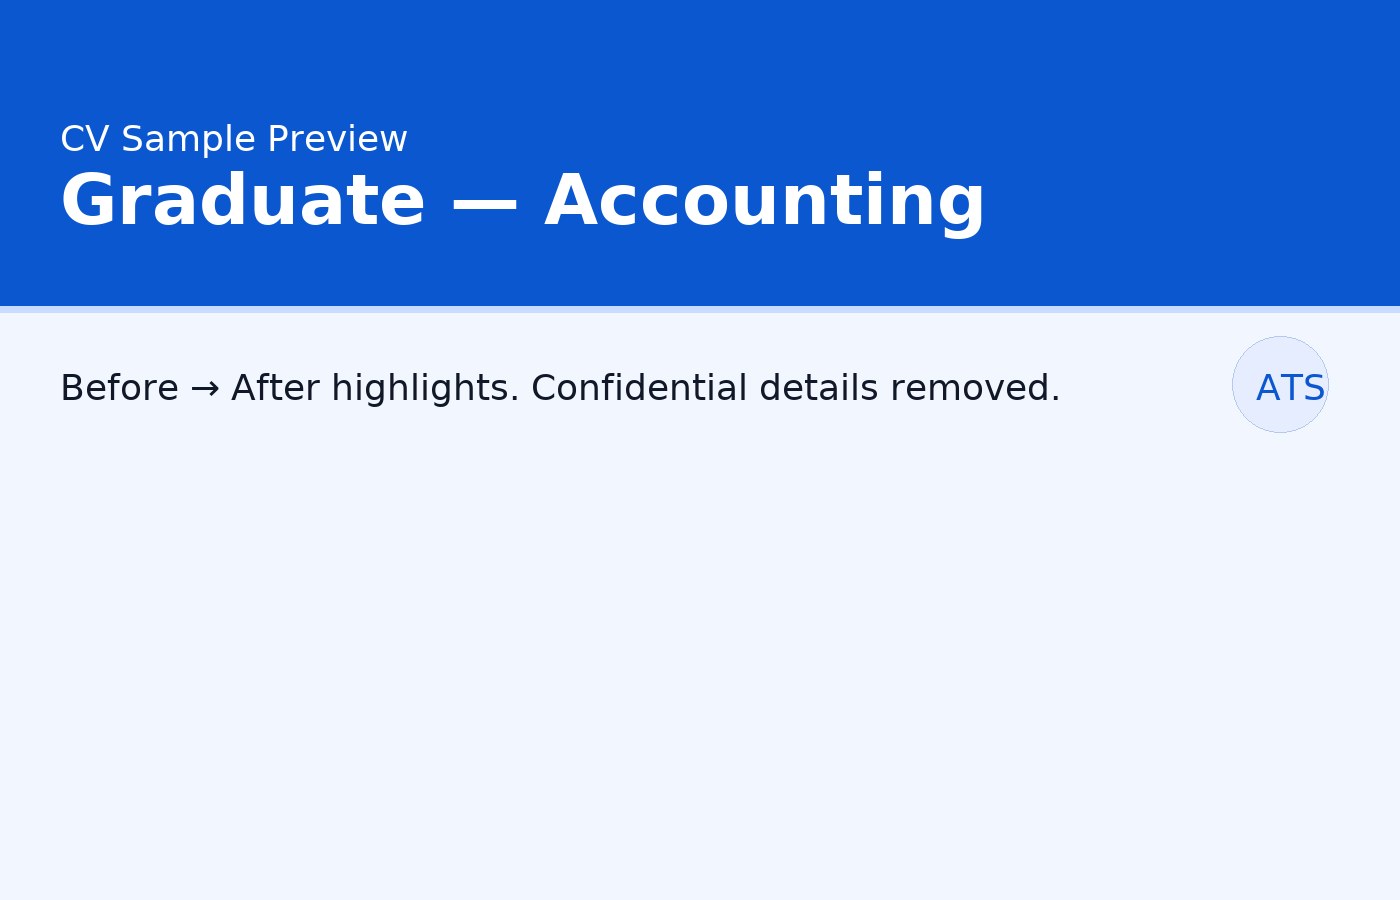 CV Sample Preview
Graduate — Accounting
Before → After highlights. Confidential details removed.
ATS